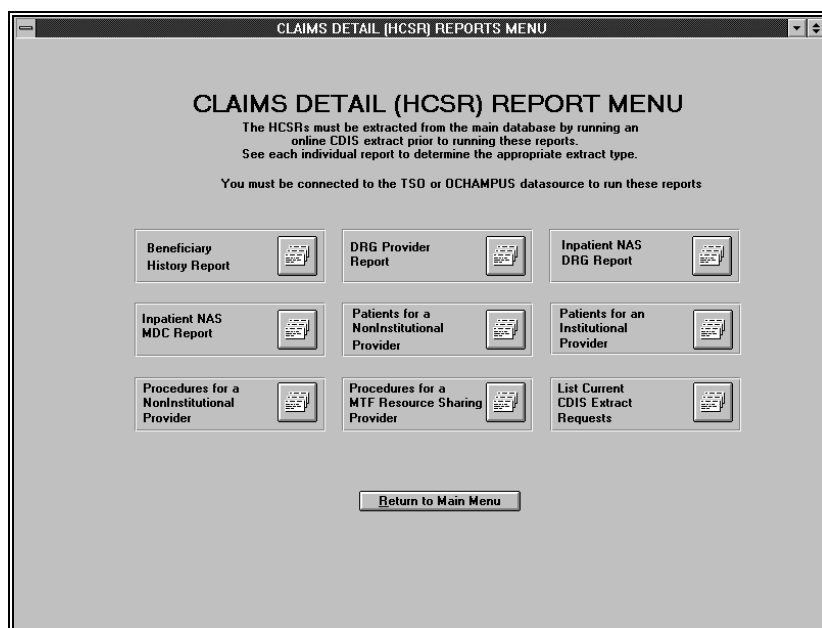 CLAIMS DETAIL (HCSR) REPORTS MENU
CLAIMS DETAIL (HCSR) REPORT MENU
The HCSRs must be extracted from the main database by running an
online CDIS extract prior to running these reports.
See each individual report to determine the appropriate extract type.
You must be connected to the TSO or OCHAMPUS datasource to run these reports
Beneficiary
History Report
DRG Provider
Report
Inpatient NAS
DRG Report
Inpatient NAS
MDC Report
Patients for a
NonInstitutional
Provider
Patients for an
Institutional
Provider
Procedures for a
NonInstitutional
Provider
Procedures for a
MTF Resource Sharing
Provider
List Current
CDIS Extract
Requests
Return to Main Menu